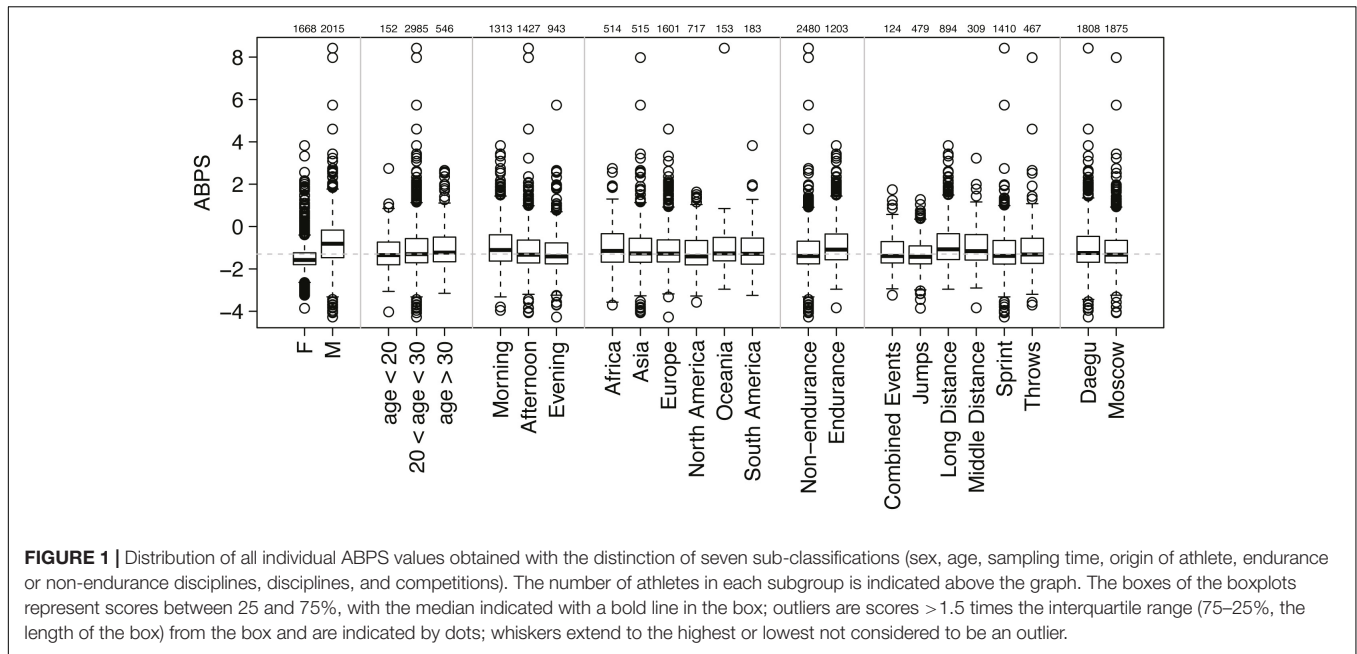 1668 2015 152 2985 546 1313 1427 943 514 515 1601 717 153 183 2480 1203 124 479 894 309 1410 467 1808 1875
8
6
4
2
0
−2
−4
ABPS
F
M
age < 20
20 < age < 30
age > 30
Morning
Afternoon
Evening
Africa
Asia
Europe
North America
Oceania
South America
Non−endurance
Endurance
Combined Events
Jumps
Long Distance
Middle Distance
Sprint
Throws
Daegu
Moscow
FIGURE 1 | Distribution of all individual ABPS values obtained with the distinction of seven sub-classifications (sex, age, sampling time, origin of athlete, endurance
or non-endurance disciplines, disciplines, and competitions). The number of athletes in each subgroup is indicated above the graph. The boxes of the boxplots
represent scores between 25 and 75%, with the median indicated with a bold line in the box; outliers are scores >1.5 times the interquartile range (75–25%, the
length of the box) from the box and are indicated by dots; whiskers extend to the highest or lowest not considered to be an outlier.